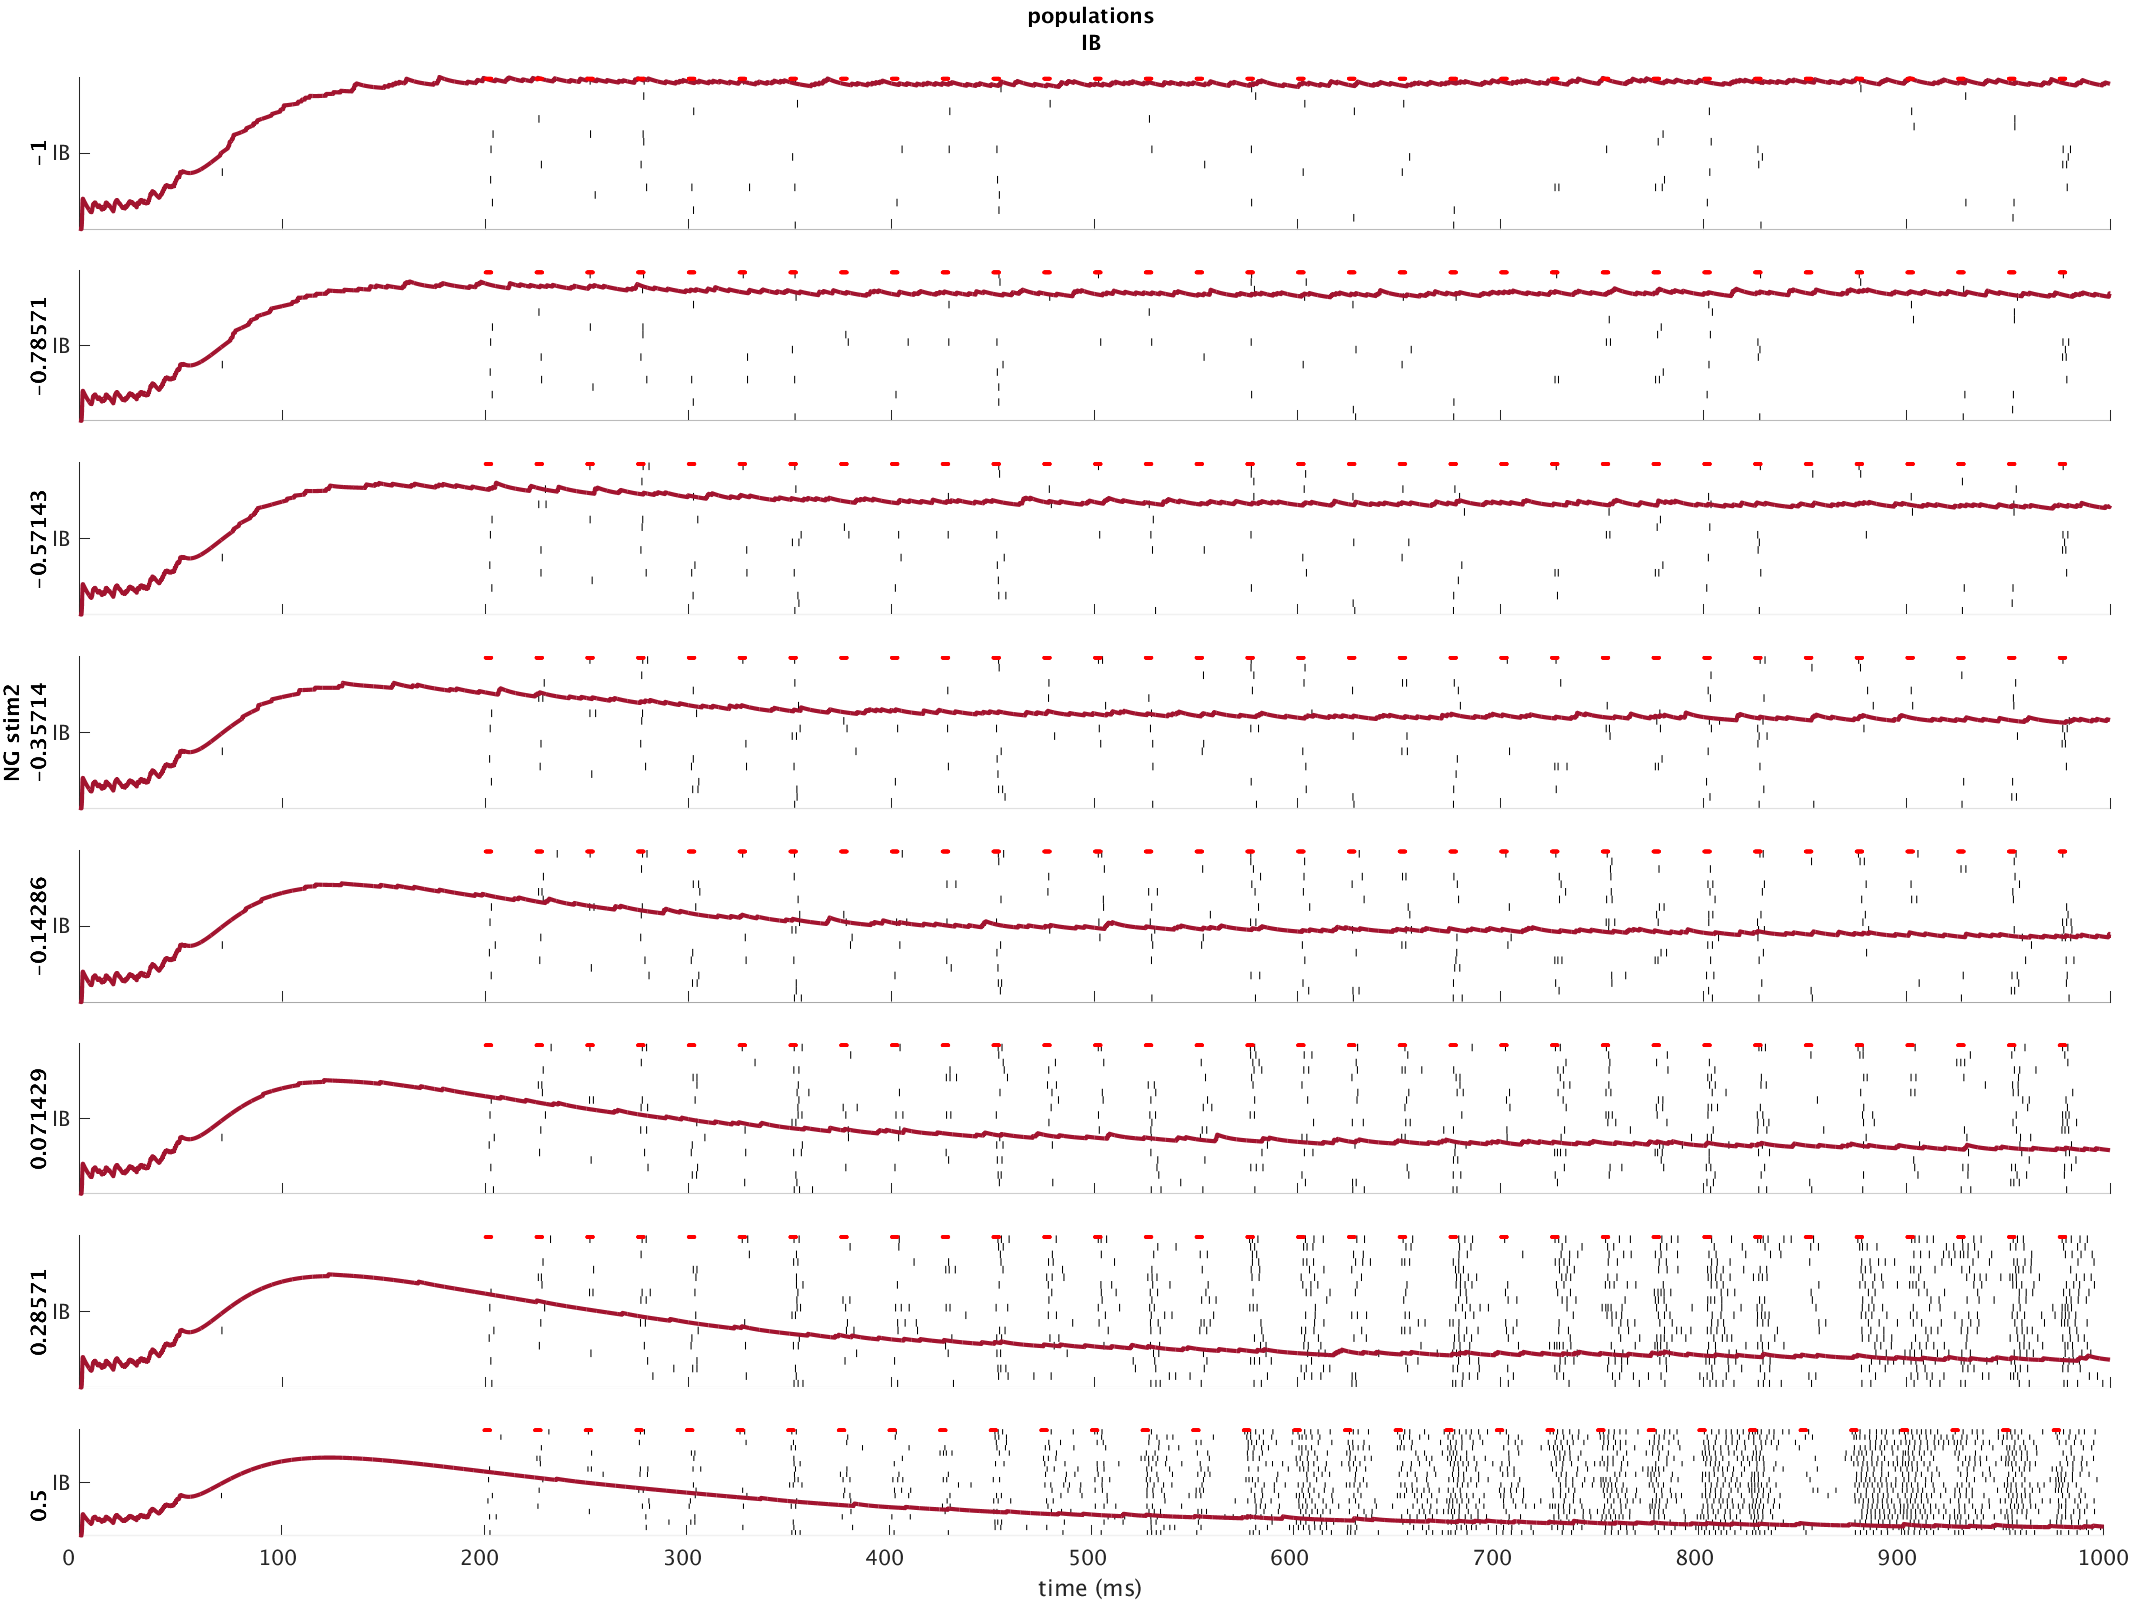 populations
IB
-1 IB
-0.78571 IB
-0.57143 IB
NG stim2
-0.35714 IB
-0.14286 IB
0.071429 IB
0.28571 IB
0.5 IB
0 100 200 300 400 500 600 700 800 900 1000
time (ms)